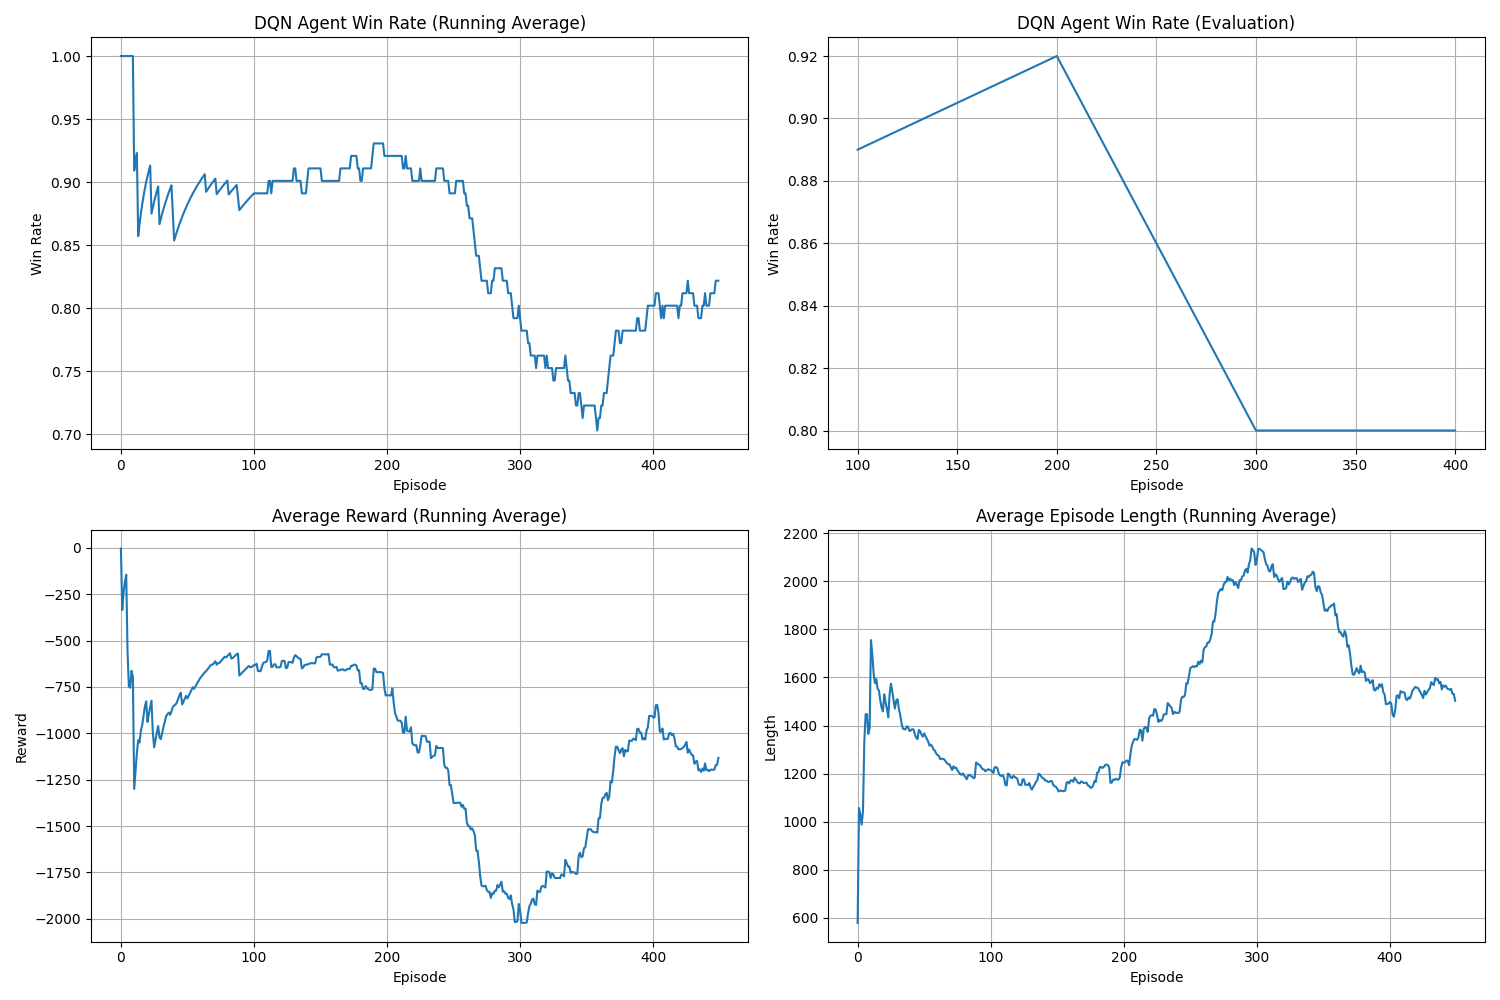 DQN Agent Win Rate (Running Average)
1.00
0.95
0.90
0.85
0.80
0.75
0.70
Win Rate
0 100 200 300 400
Episode
DQN Agent Win Rate (Evaluation)
0.92
0.90
0.88
0.86
0.84
0.82
0.80
Win Rate
100 150 200 250 300 350 400
Episode
Average Reward (Running Average)
0
−250
−500
−750
−1000
−1250
−1500
−1750
−2000
Reward
0 100 200 300 400
Episode
Average Episode Length (Running Average)
2200
2000
1800
1600
1400
1200
1000
800
600
Length
0 100 200 300 400
Episode